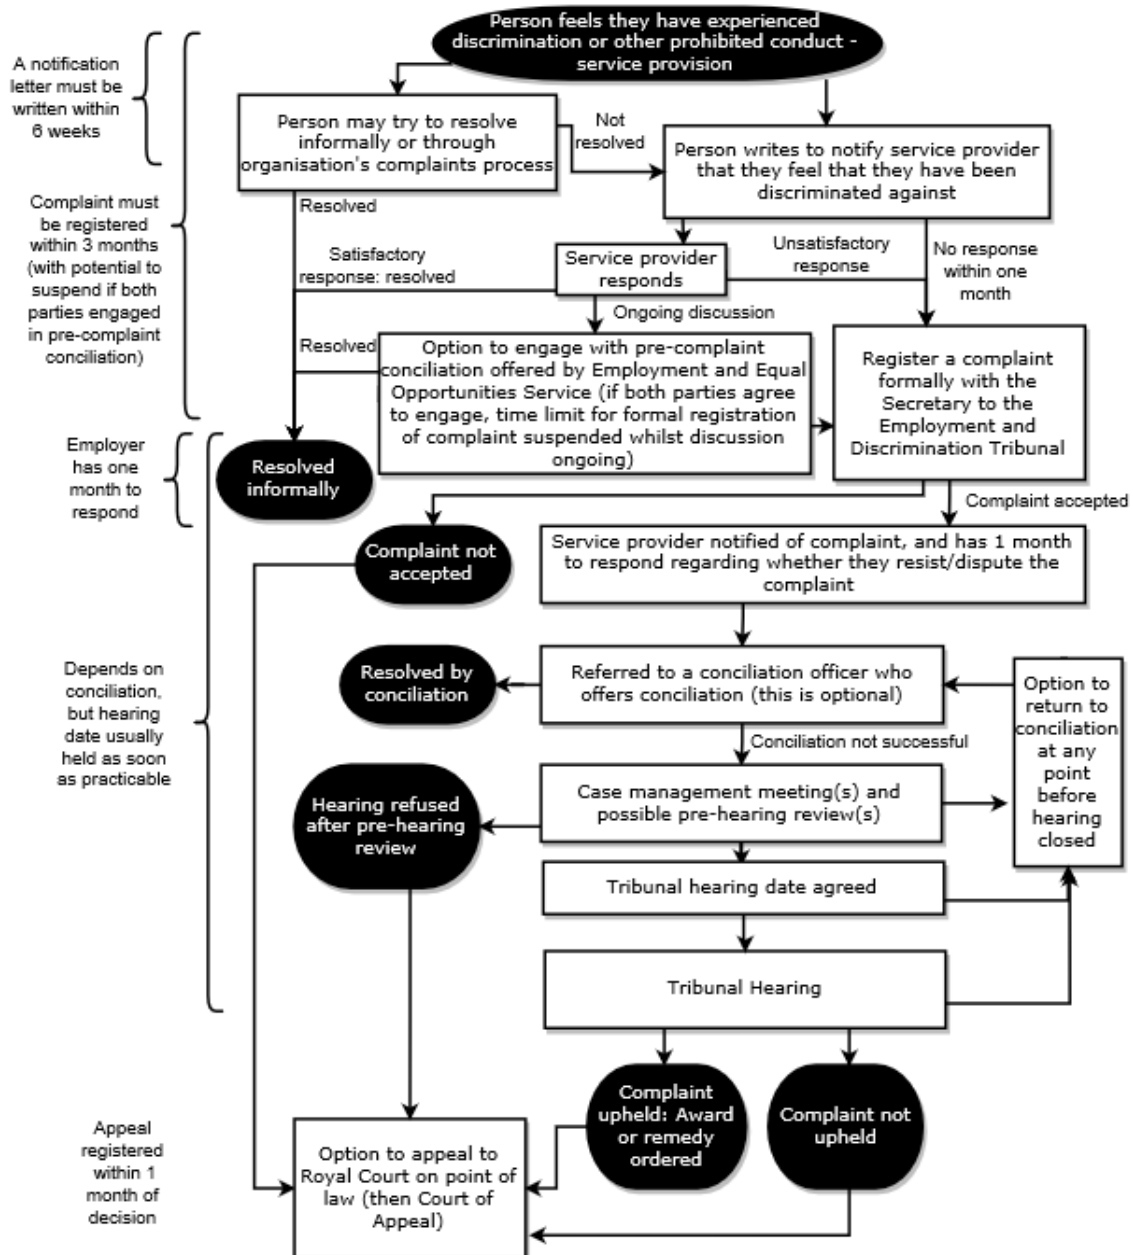 Person feels they have experienced
discrimination or other prohibited conduct -
service provision
A notification
letter must be
written within
6 weeks
Person may try to resolve
informally or through
organisation's complaints process
Not
resolved
Person writes to notify service provider
that they feel that they have been
discriminated against
Complaint must
be registered
within 3 months
(with potential to
suspend if both
parties engaged
in pre-complaint
conciliation)
Resolved
Satisfactory
response: resolved
Service provider
responds
Unsatisfactory
response
No response
within one
month
Ongoing discussion
Resolved
Option to engage with pre-complaint
conciliation offered by Employment and Equal
Opportunities Service (if both parties agree
to engage, time limit for formal registration
of complaint suspended whilst discussion
ongoing)
Register a complaint
formally with the
Secretary to the
Employment and
Discrimination Tribunal
Employer
has one
month to
respond
Resolved
informally
Complaint accepted
Complaint not
accepted
Service provider notified of complaint, and has 1 month
to respond regarding whether they resist/dispute the
complaint
Depends on
conciliation,
but hearing
date usually
held as soon
as practicable
Resolved by
conciliation
Referred to a conciliation officer who
offers conciliation (this is optional)
Option to
return to
conciliation
at any
point
before
hearing
closed
Conciliation not successful
Hearing refused
after pre-hearing
review
Case management meeting(s) and
possible pre-hearing review(s)
Tribunal hearing date agreed
Tribunal Hearing
Complaint
upheld: Award
or remedy
ordered
Complaint not
upheld
Appeal
registered
within 1
month of
decision
Option to appeal to
Royal Court on point of
law (then Court of
Appeal)